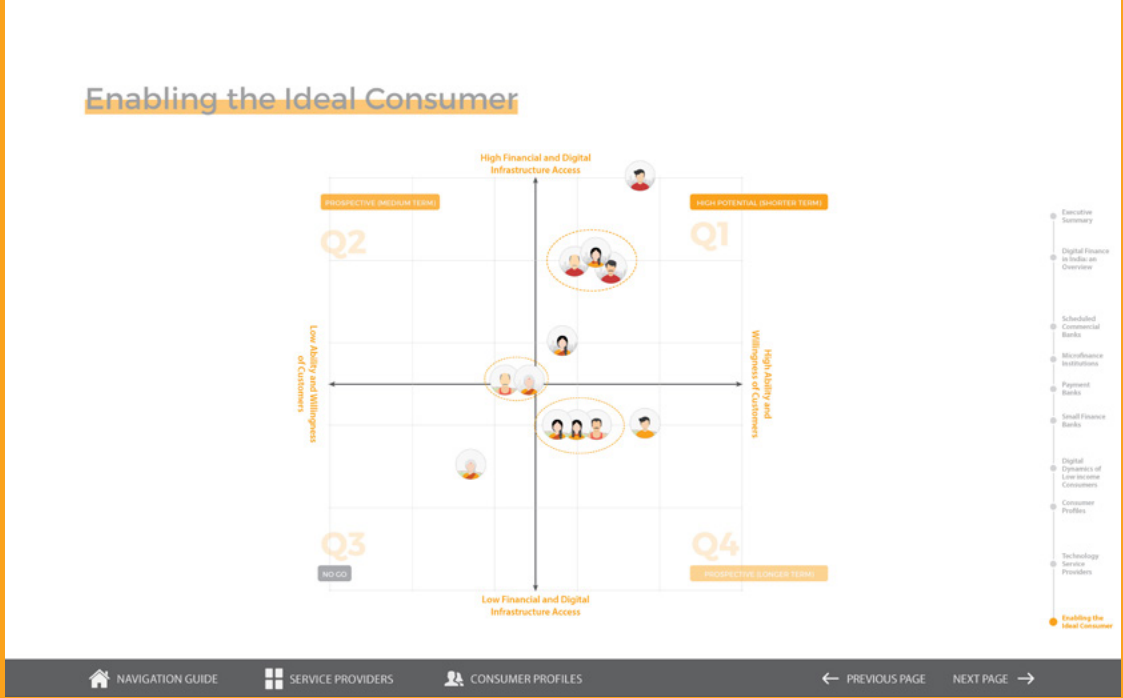 Enabling the Ideal Consumer
High Financial and Digital
Infrastructure Access
PROSPECTIVE (MEDIUM TERM)
HIGH POTENTIAL (SHORTER TERM)
Q2
Q1
Low Ability and Willingness
of Customers
High Ability and
Willingness of Customers
Q3
Q4
NO GO
PROSPECTIVE (LONGER TERM)
Low Financial and Digital
Infrastructure Access
Executive
Summary
Digital Finance
in India: an
Overview
Scheduled
Commercial
Banks
Microfinance
Institutions
Payment
Banks
Small Finance
Banks
Digital
Dynamics of
Low-income
Consumers
Consumer
Profiles
Technology
Service
Providers
Enabling the
Ideal Consumer
NAVIGATION GUIDE
SERVICE PROVIDERS
CONSUMER PROFILES
PREVIOUS PAGE
NEXT PAGE